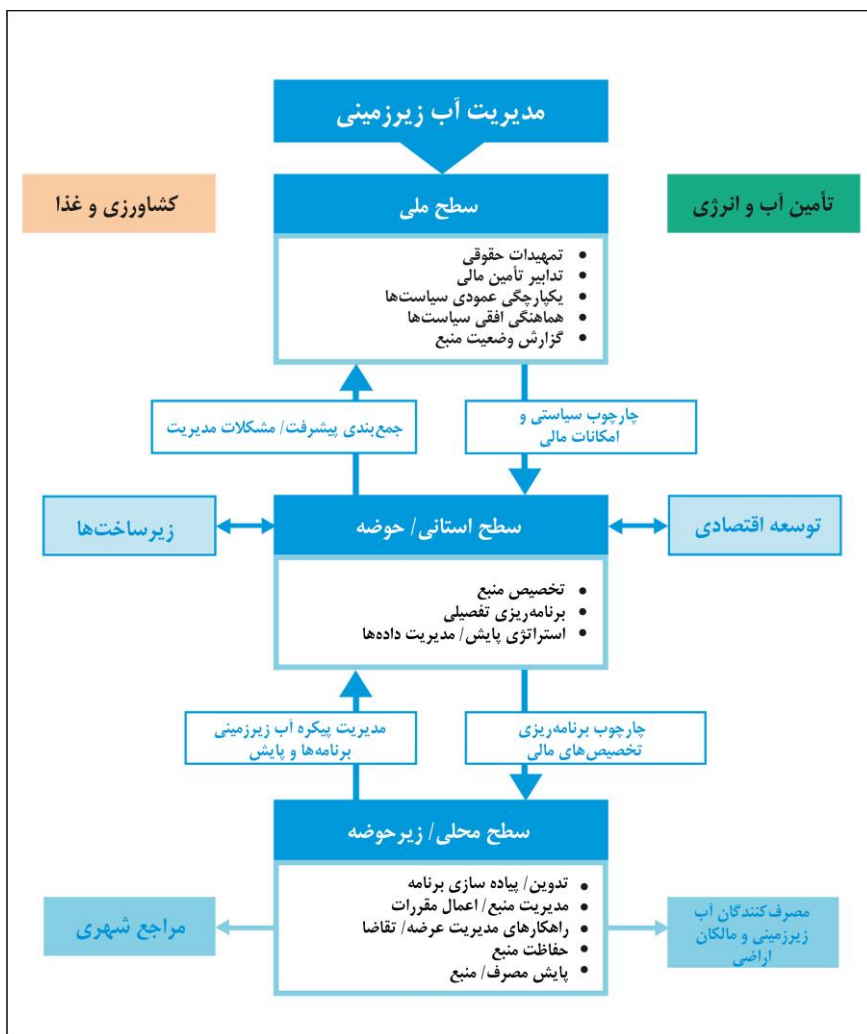 مدیریت آب زیرزمینی
تأمین آب و انرژی
سطح ملی
کشاورزی و غذا
• تمهیدات حقوقی
• تدابیر تأمین مالی
• یکپارچگی عمودی سیاست‌ها
• هماهنگی افقی سیاست‌ها
• گزارش وضعیت منبع
چارچوب سیاستی و
امکانات مالی
جمع‌بندی پیشرفت/ مشکلات مدیریت
توسعه اقتصادی
سطح استانی/ حوضه
زیرساخت‌ها
• تخصیص منبع
• برنامه‌ریزی تفصیلی
• استراتژی پایش/ مدیریت داده‌ها
چارچوب برنامه‌ریزی
تخصیص‌های مالی
مدیریت پیکره آب زیرزمینی
برنامه‌ها و پایش
سطح محلی/ زیرحوضه
• تدوین/ پیاده سازی برنامه
• مدیریت منبع/ اعمال مقررات
• راهکارهای مدیریت عرضه/ تقاضا
• حفاظت منبع
• پایش مصرف/ منبع
مصرف‌کنندگان آب
زیرزمینی و مالکان
اراضی
مراجع شهری